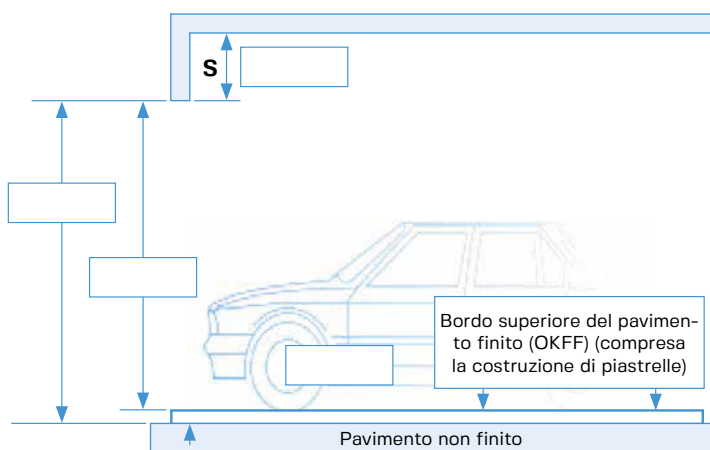 S
Bordo superiore del pavimen-
to finito (OKFF) (compresa
la costruzione di piastrelle)
Pavimento non finito